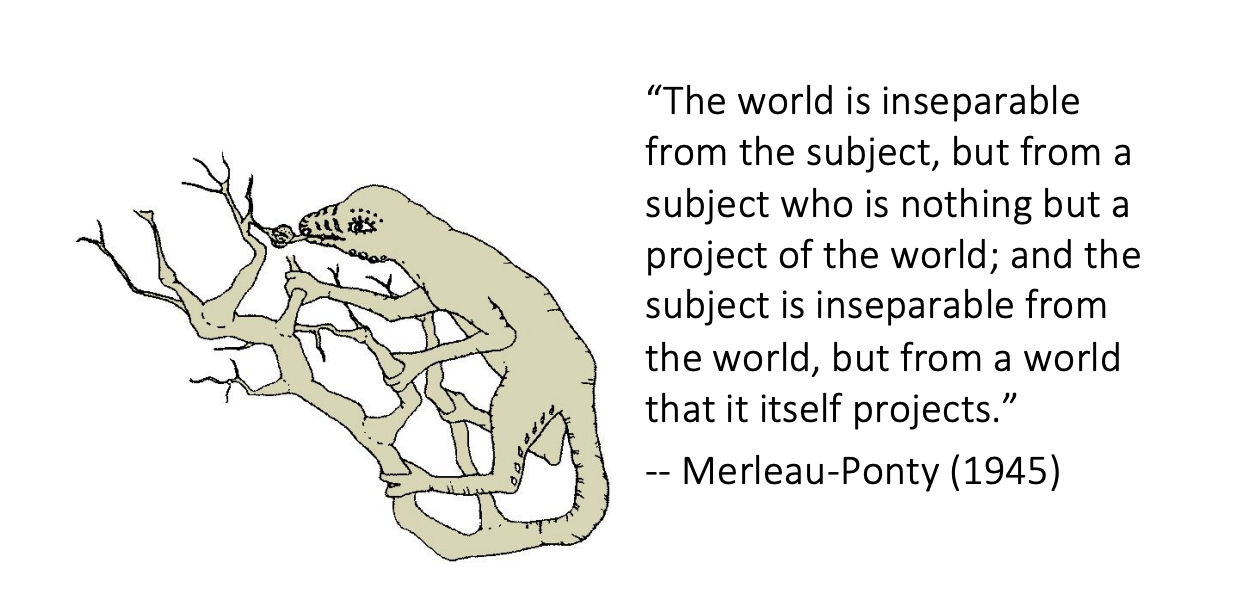 “The world is inseparable
from the subject, but from a
subject who is nothing but a
project of the world; and the
subject is inseparable from
the world, but from a world
that it itself projects.”
-- Merleau-Ponty (1945)